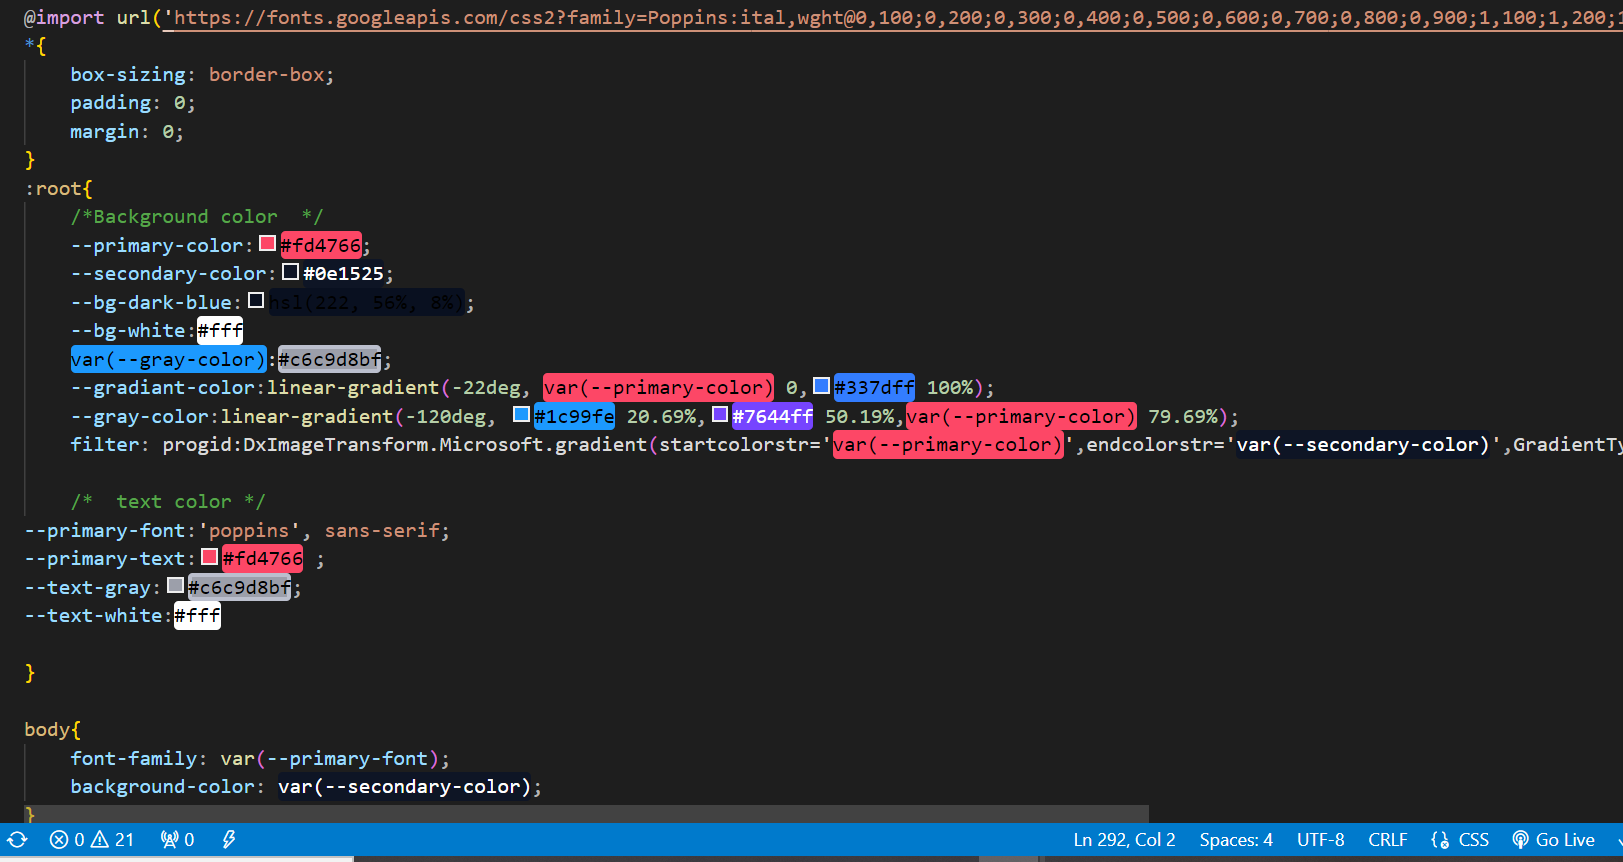 @import url('https://fonts.googleapis.com/css2?family=Poppins:ital,wght@0,100;0,200;0,300;0,400;0,500;0,600;0,700;0,800;0,900;1,100;1,200;
*{
box-sizing: border-box;
padding: 0;
margin: 0;
}
:root{
/*Background color  */
--primary-color:#fd4766;
--secondary-color:#0e1525;
--bg-dark-blue:hsl(222, 56%, 8%);
--bg-white:#fff
var(--gray-color):#c6c9d8bf;
--gradiant-color:linear-gradient(-22deg, var(--primary-color) 0,#337dff 100%);
--gray-color:linear-gradient(-120deg, #1c99fe 20.69%,#7644ff 50.19%,var(--primary-color) 79.69%);
filter: progid:DxImageTransform.Microsoft.gradient(startcolorstr='var(--primary-color)',endcolorstr='var(--secondary-color)',GradientTy
/*  text color */
--primary-font:'poppins', sans-serif;
--primary-text:#fd4766 ;
--text-gray:#c6c9d8bf;
--text-white:#fff
}
body{
font-family: var(--primary-font);
background-color: var(--secondary-color);
}
0 21 0 Ln 292, Col 2 Spaces: 4 UTF-8 CRLF CSS Go Live